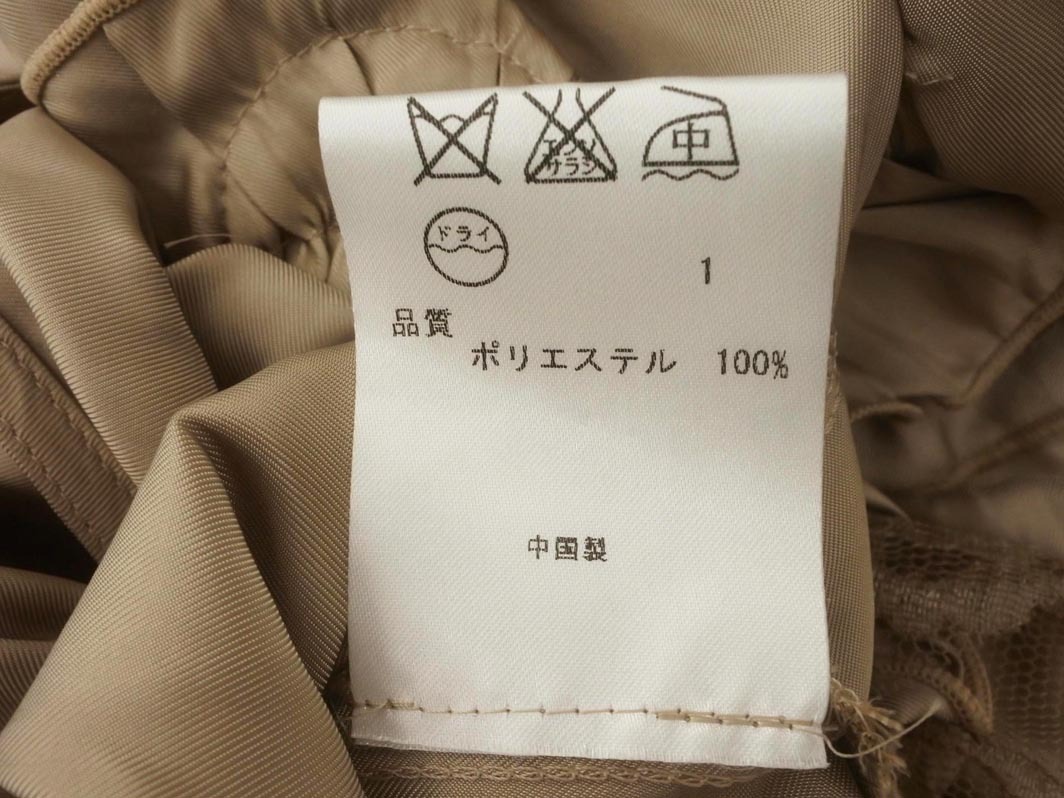 エンソ 中
サラシ
ドライ
1
品質
ポリエステル 100%
中国製